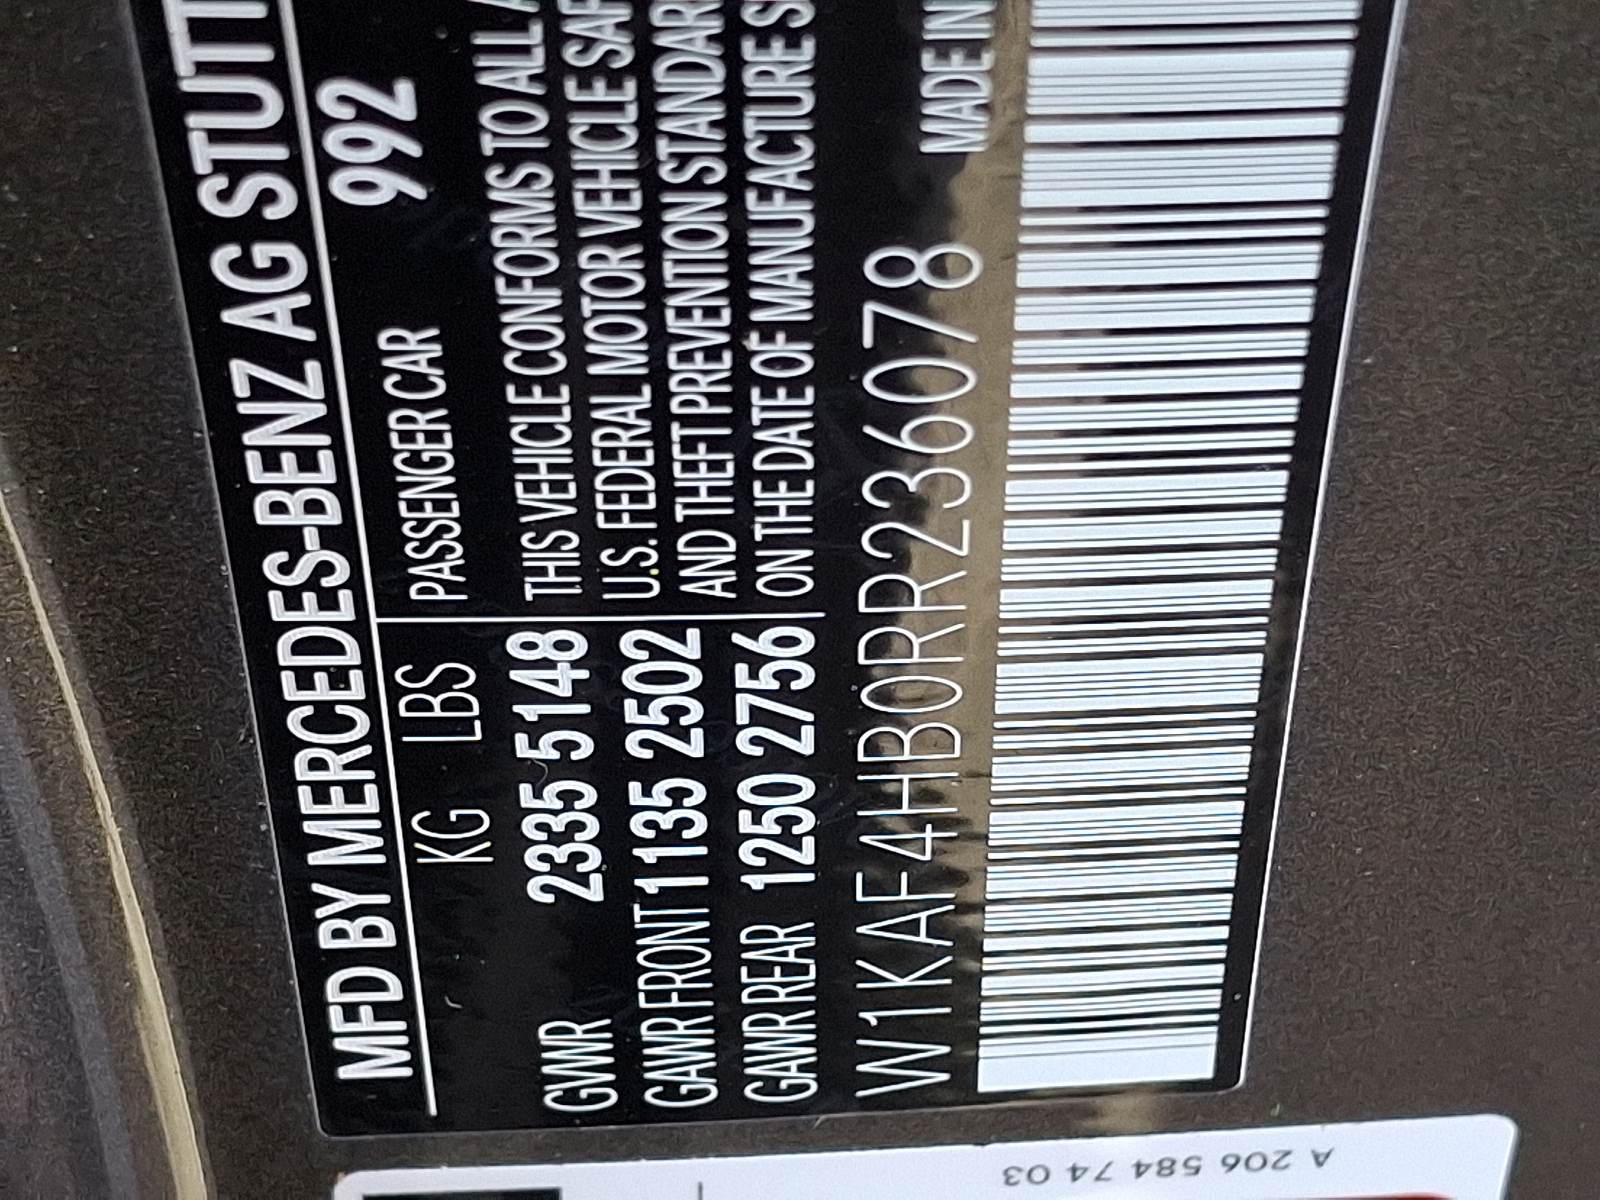 MFD BY MERCEDES-BENZ AG STUTT
992
KG LBS PASSENGER CAR
GWWR 2335 5148 THIS VEHICLE CONFORMS TO ALL A
GAWR FRONT 1135 2502 U.S. FEDERAL MOTOR VEHICLE SAF
AND THEFT PREVENTION STANDAR
GAWR REAR 1250 2756 ON THE DATE OF MANUFACTURE S
W1KAF4HB0RR236078 MADE IN
A 206 584 74 03